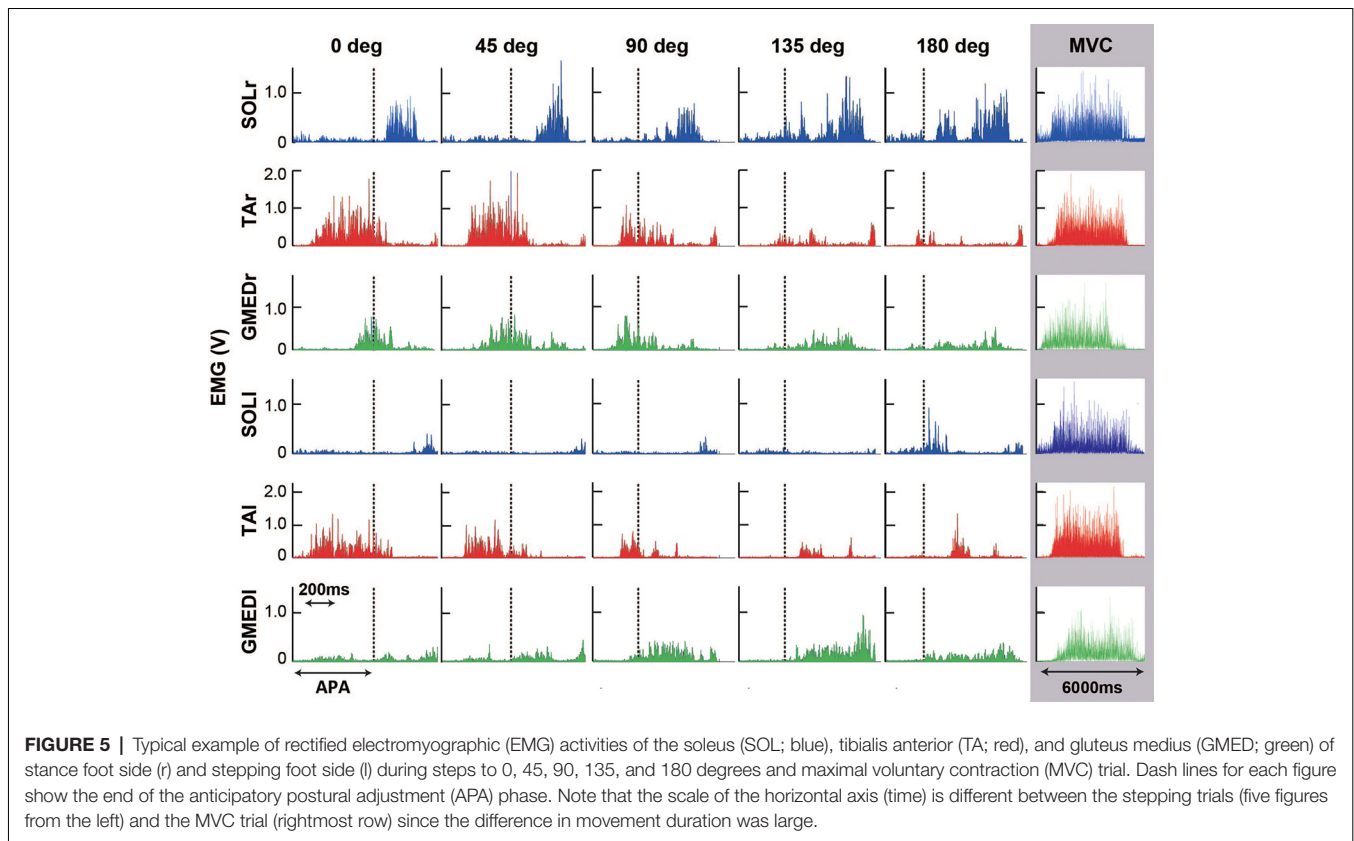 0 deg 45 deg 90 deg 135 deg 180 deg MVC
SOLr
1.0
0
TAr
2.0
1.0
0
GMEDr
1.0
0
EMG (V)
SOLl
1.0
0
TAl
2.0
1.0
0
GMEDl
200ms
1.0
0
APA
6000ms
FIGURE 5 | Typical example of rectified electromyographic (EMG) activities of the soleus (SOL; blue), tibialis anterior (TA; red), and gluteus medius (GMED; green) of
stance foot side (r) and stepping foot side (l) during steps to 0, 45, 90, 135, and 180 degrees and maximal voluntary contraction (MVC) trial. Dash lines for each figure
show the end of the anticipatory postural adjustment (APA) phase. Note that the scale of the horizontal axis (time) is different between the stepping trials (five figures
from the left) and the MVC trial (rightmost row) since the difference in movement duration was large.